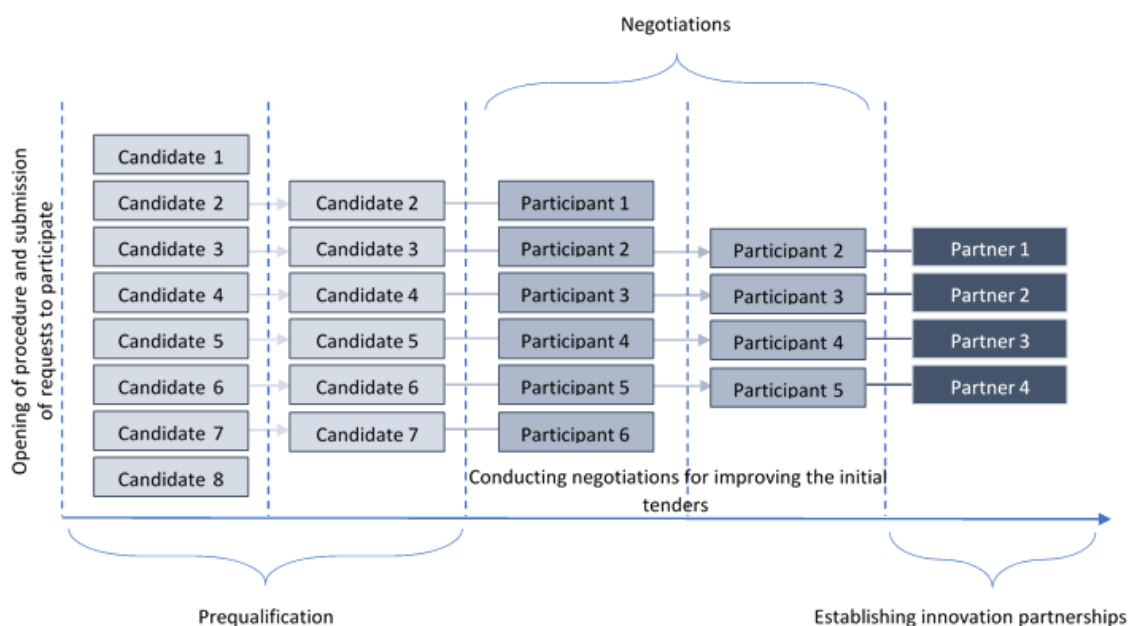 Negotiations
Opening of procedure and submission
of requests to participate
Candidate 1
Candidate 2
Candidate 3
Candidate 4
Candidate 5
Candidate 6
Candidate 7
Candidate 8
Candidate 2
Candidate 3
Candidate 4
Candidate 5
Candidate 6
Candidate 7
Participant 1
Participant 2
Participant 3
Participant 4
Participant 5
Participant 6
Participant 2
Participant 3
Participant 4
Participant 5
Partner 1
Partner 2
Partner 3
Partner 4
Conducting negotiations for improving the initial
tenders
Prequalification
Establishing innovation partnerships